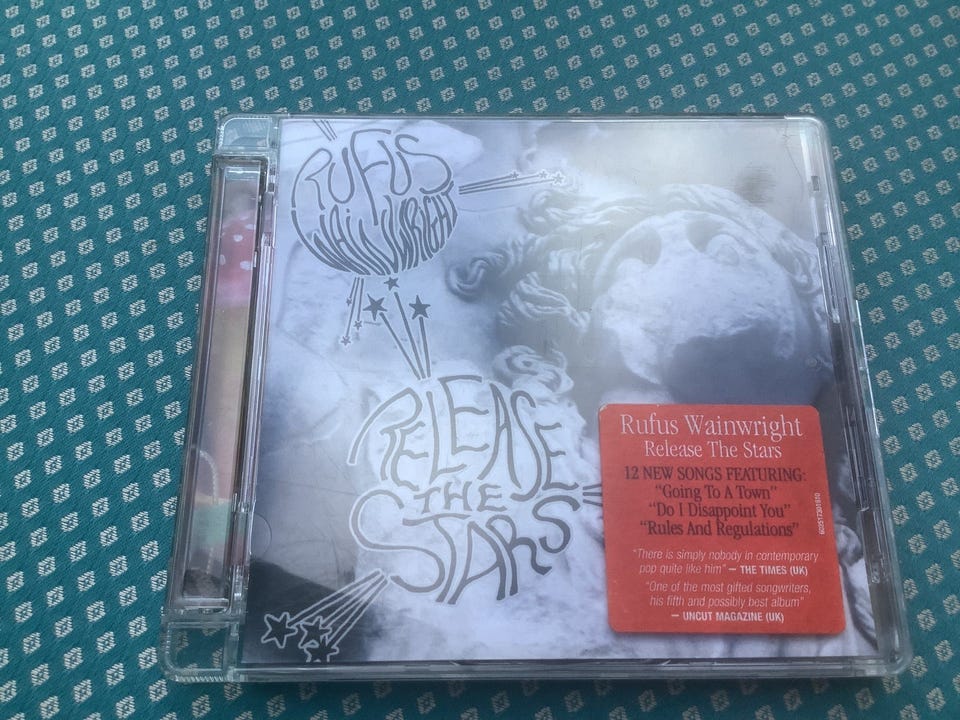 RUFUS
WAINWRIGHT
RELEASE
THE
STARS
Rufus Wainwright
Release The Stars
12 NEW SONGS FEATURING:
"Going To A Town"
"Do I Disappoint You"
"Rules And Regulations"
"There is simply nobody in contemporary
pop quite like him" — THE TIMES (UK)
"One of the most gifted songwriters,
his fifth and possibly best album"
— UNCUT MAGAZINE (UK)